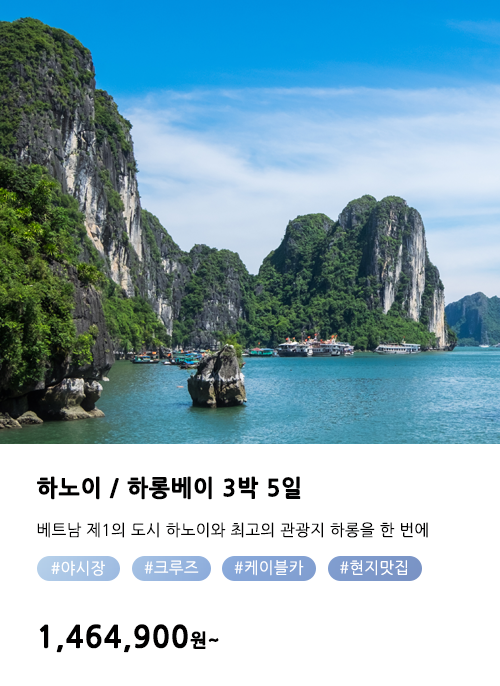 하노이 / 하롱베이 3박 5일
베트남 제1의 도시 하노이와 최고의 관광지 하롱을 한 번에
#야시장 #크루즈 #케이블카 #현지맛집
1,464,900원~